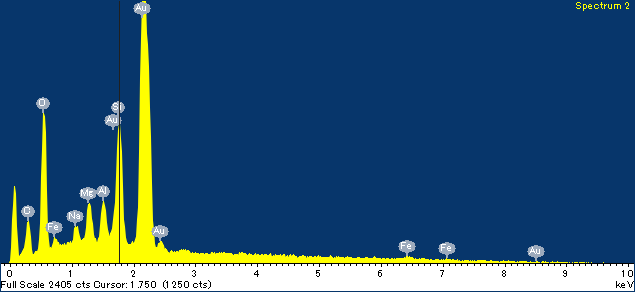 Spectrum 2
Au
O
Si
Au
Mg
Al
O
Na
Fe
Au
Fe
Fe
Au
0 1 2 3 4 5 6 7 8 9 10
Full Scale 2405 cts Cursor: 1.750 (1250 cts) keV